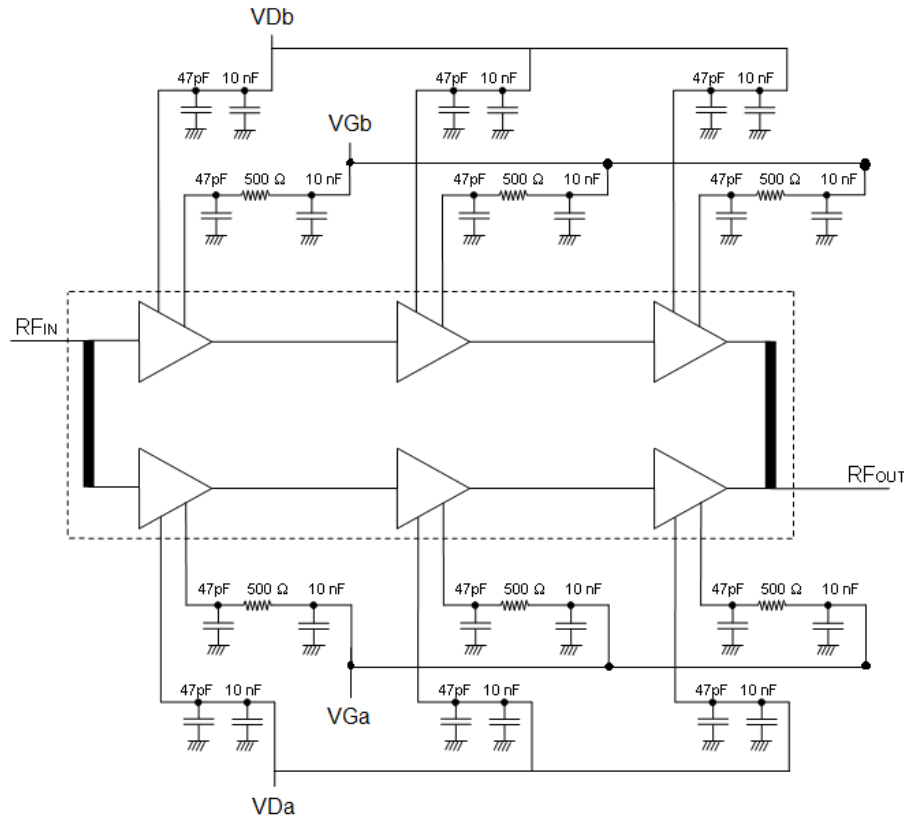 VDb
47pF 10 nF 47pF 10 nF 47pF 10 nF
VGb
47pF 500 Ω 10 nF 47pF 500 Ω 10 nF 47pF 500 Ω 10 nF
RFIN
RFOUT
47pF 500 Ω 10 nF 47pF 500 Ω 10 nF 47pF 500 Ω 10 nF
47pF 10 nF 47pF 10 nF 47pF 10 nF
VGa
VDa